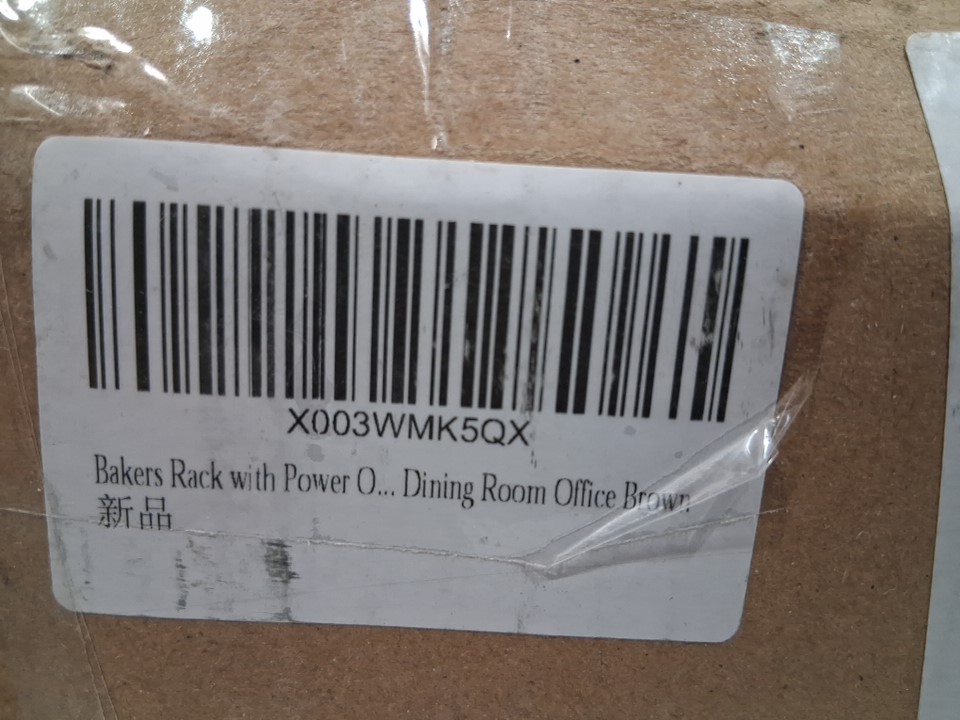 X003WMK5QX
Bakers Rack with Power O... Dining Room Office Brown
新品